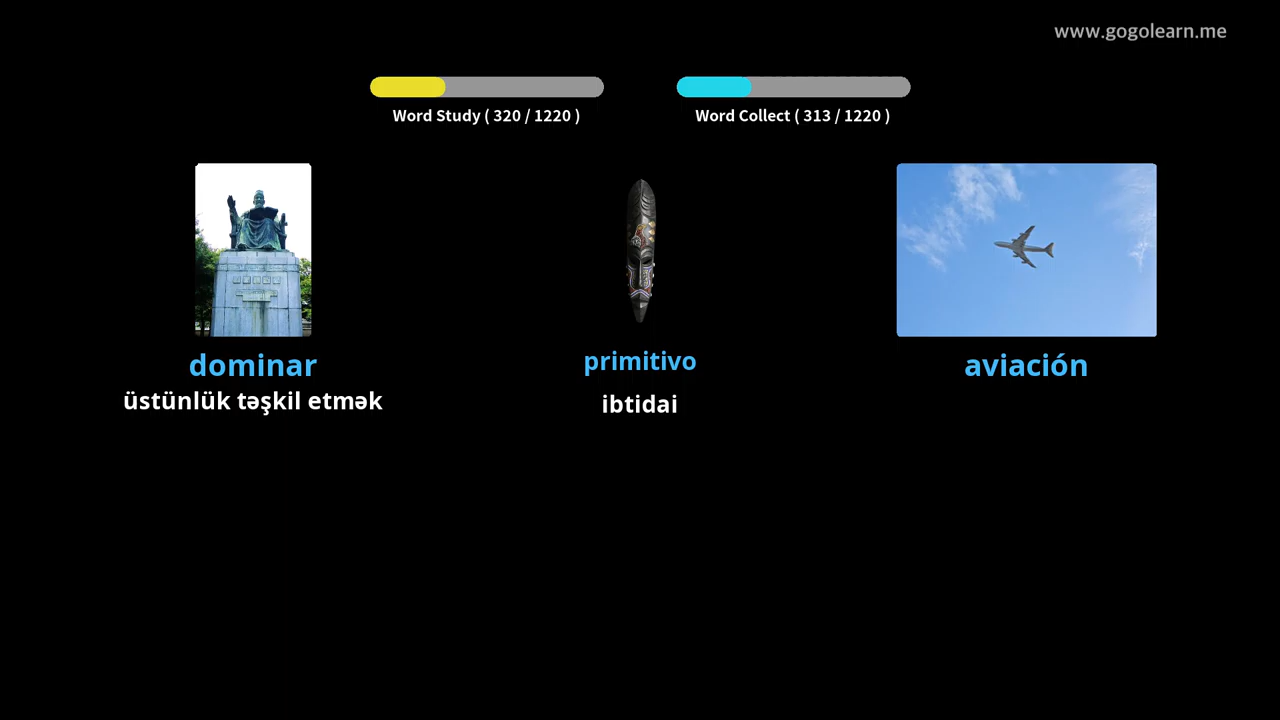 www.gogolearn.me
Word Study ( 320 / 1220 )
Word Collect ( 313 / 1220 )
dominar
üstünlük təşkil etmək
primitivo
ibtidai
aviación